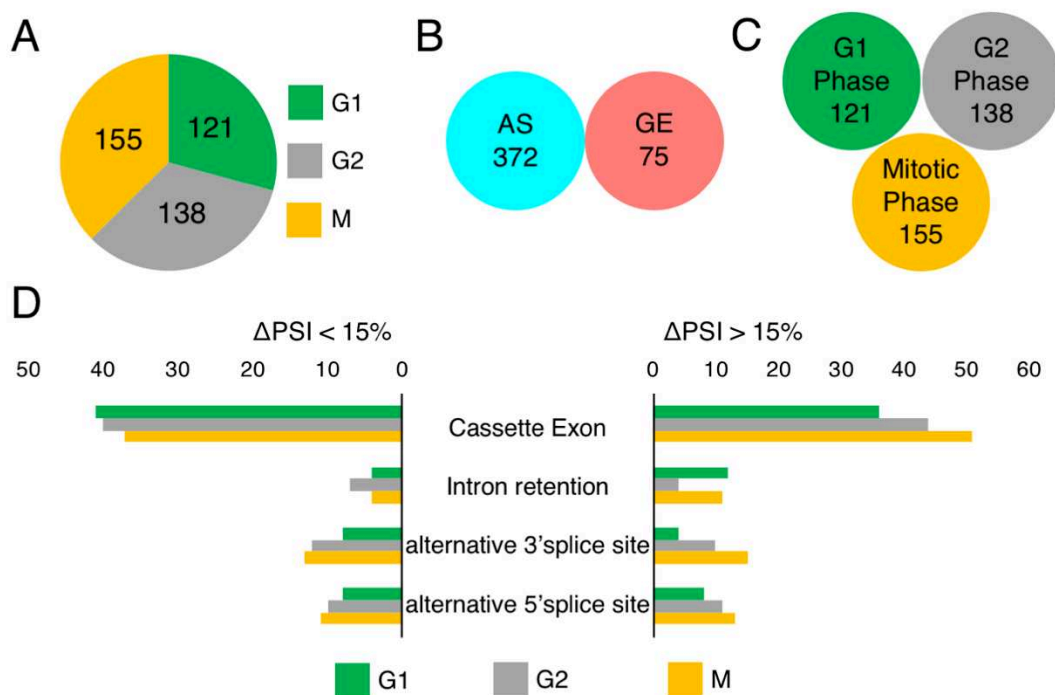 A
155
121
138
G1
G2
M
B
AS
372
GE
75
C
G1
Phase
121
G2
Phase
138
Mitotic
Phase
155
D
ΔPSI < 15%
ΔPSI > 15%
50 40 30 20 10 0
0 10 20 30 40 50 60
Cassette Exon
Intron retention
alternative 3'splice site
alternative 5'splice site
G1 G2 M